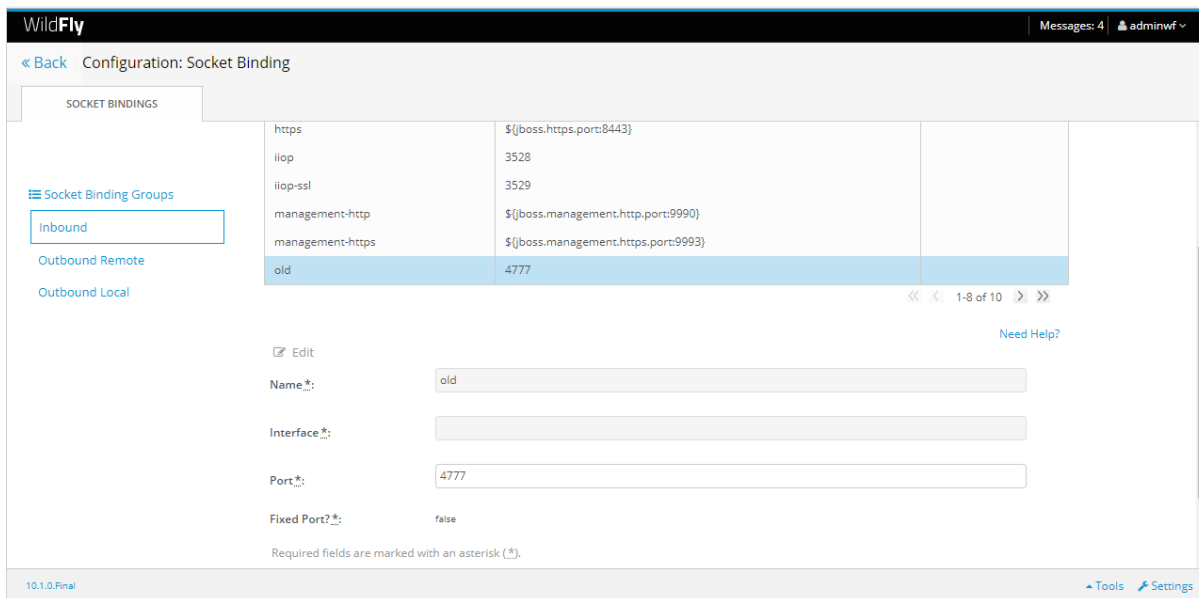 WildFly
Messages: 4 adminwf
« Back Configuration: Socket Binding
SOCKET BINDINGS
https ${jboss.https.port:8443}
iiop 3528
iiop-ssl 3529
management-http ${jboss.management.http.port:9990}
management-https ${jboss.management.https.port:9993}
old 4777
Socket Binding Groups
Inbound
Outbound Remote
Outbound Local
1-8 of 10
Need Help?
Edit
Name*: old
Interface*:
Port*: 4777
Fixed Port?*: false
Required fields are marked with an asterisk (*).
10.1.0.Final Tools Settings